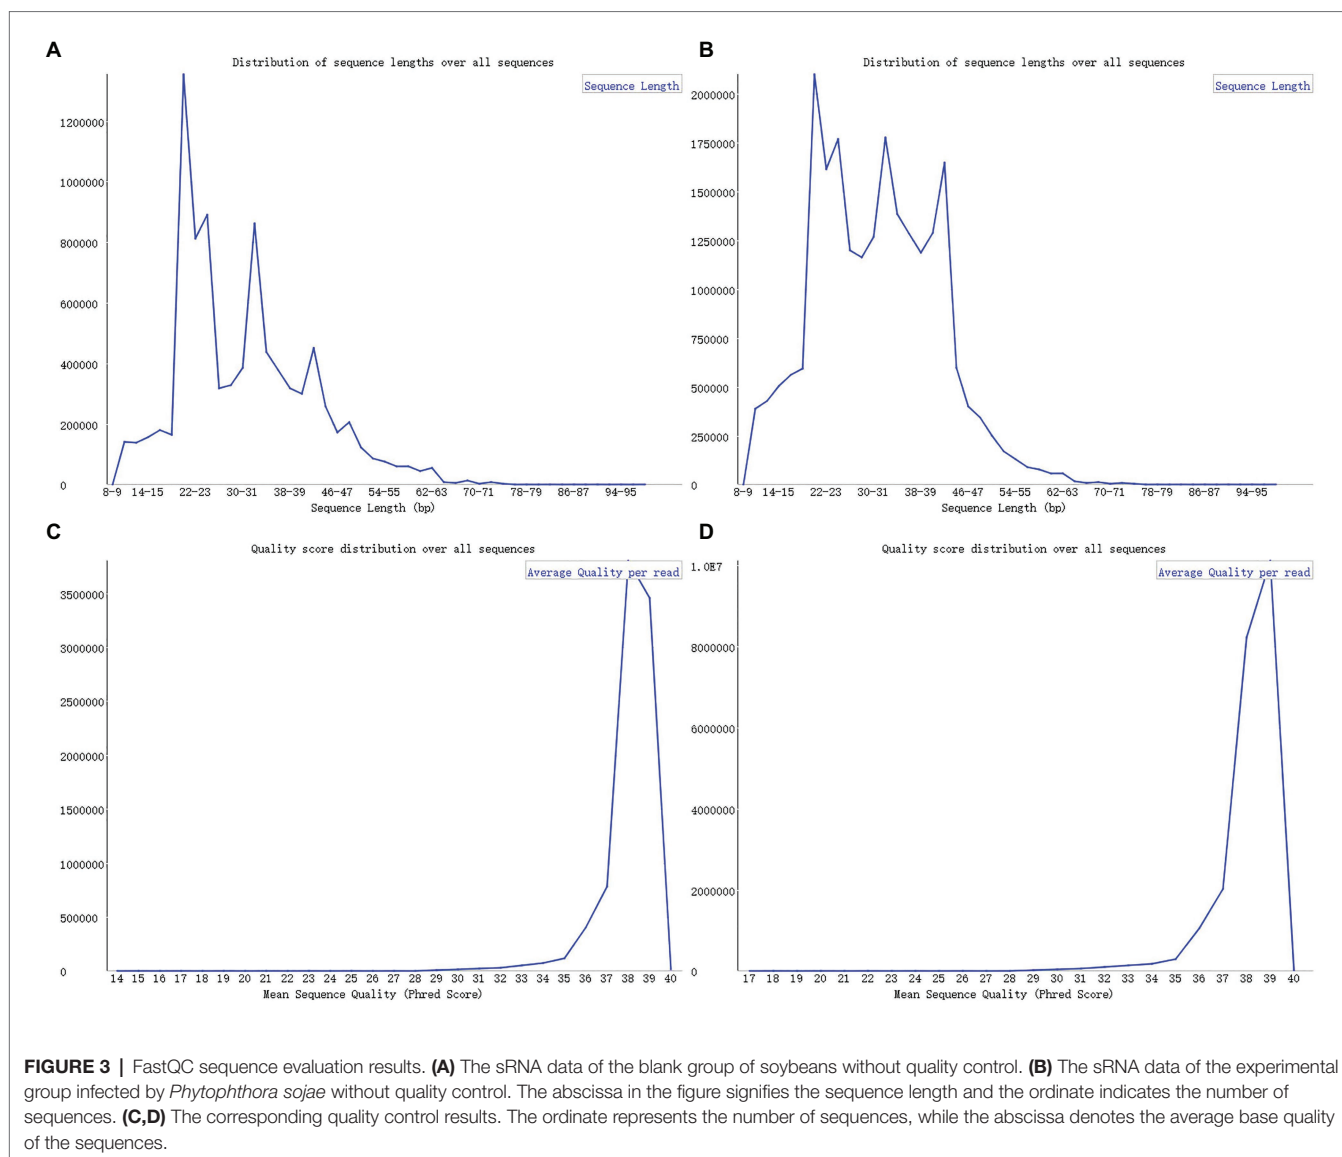 A
Distribution of sequence lengths over all sequences
Sequence Length
1200000
1000000
800000
600000
400000
200000
0
8-9 14-15 22-23 30-31 38-39 46-47 54-55 62-63 70-71 78-79 86-87 94-95
Sequence Length (bp)
B
Distribution of sequence lengths over all sequences
Sequence Length
2000000
1750000
1500000
1250000
1000000
750000
500000
250000
0
8-9 14-15 22-23 30-31 38-39 46-47 54-55 62-63 70-71 78-79 86-87 94-95
Sequence Length (bp)
C
Quality score distribution over all sequences
Average Quality per read
3500000
3000000
2500000
2000000
1500000
1000000
500000
0
14 15 16 17 18 19 20 21 22 23 24 25 26 27 28 29 30 31 32 33 34 35 36 37 38 39 40
Mean Sequence Quality (Phred Score)
D
Quality score distribution over all sequences
Average Quality per read
1.0E7
8000000
6000000
4000000
2000000
0
17 18 19 20 21 22 23 24 25 26 27 28 29 30 31 32 33 34 35 36 37 38 39 40
Mean Sequence Quality (Phred Score)
FIGURE 3 | FastQC sequence evaluation results. (A) The sRNA data of the blank group of soybeans without quality control. (B) The sRNA data of the experimental
group infected by Phytophthora sojae without quality control. The abscissa in the figure signifies the sequence length and the ordinate indicates the number of
sequences. (C,D) The corresponding quality control results. The ordinate represents the number of sequences, while the abscissa denotes the average base quality
of the sequences.